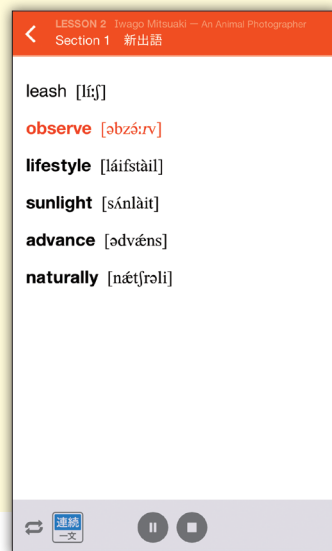 LESSON 2 Iwago Mitsuaki — An Animal Photographer
Section 1 新出語
leash [líːʃ]
observe [əbzə́ːrv]
lifestyle [láifstàil]
sunlight [sʌ́nlàit]
advance [ədvǽns]
naturally [nǽtʃrəli]
連続
一文